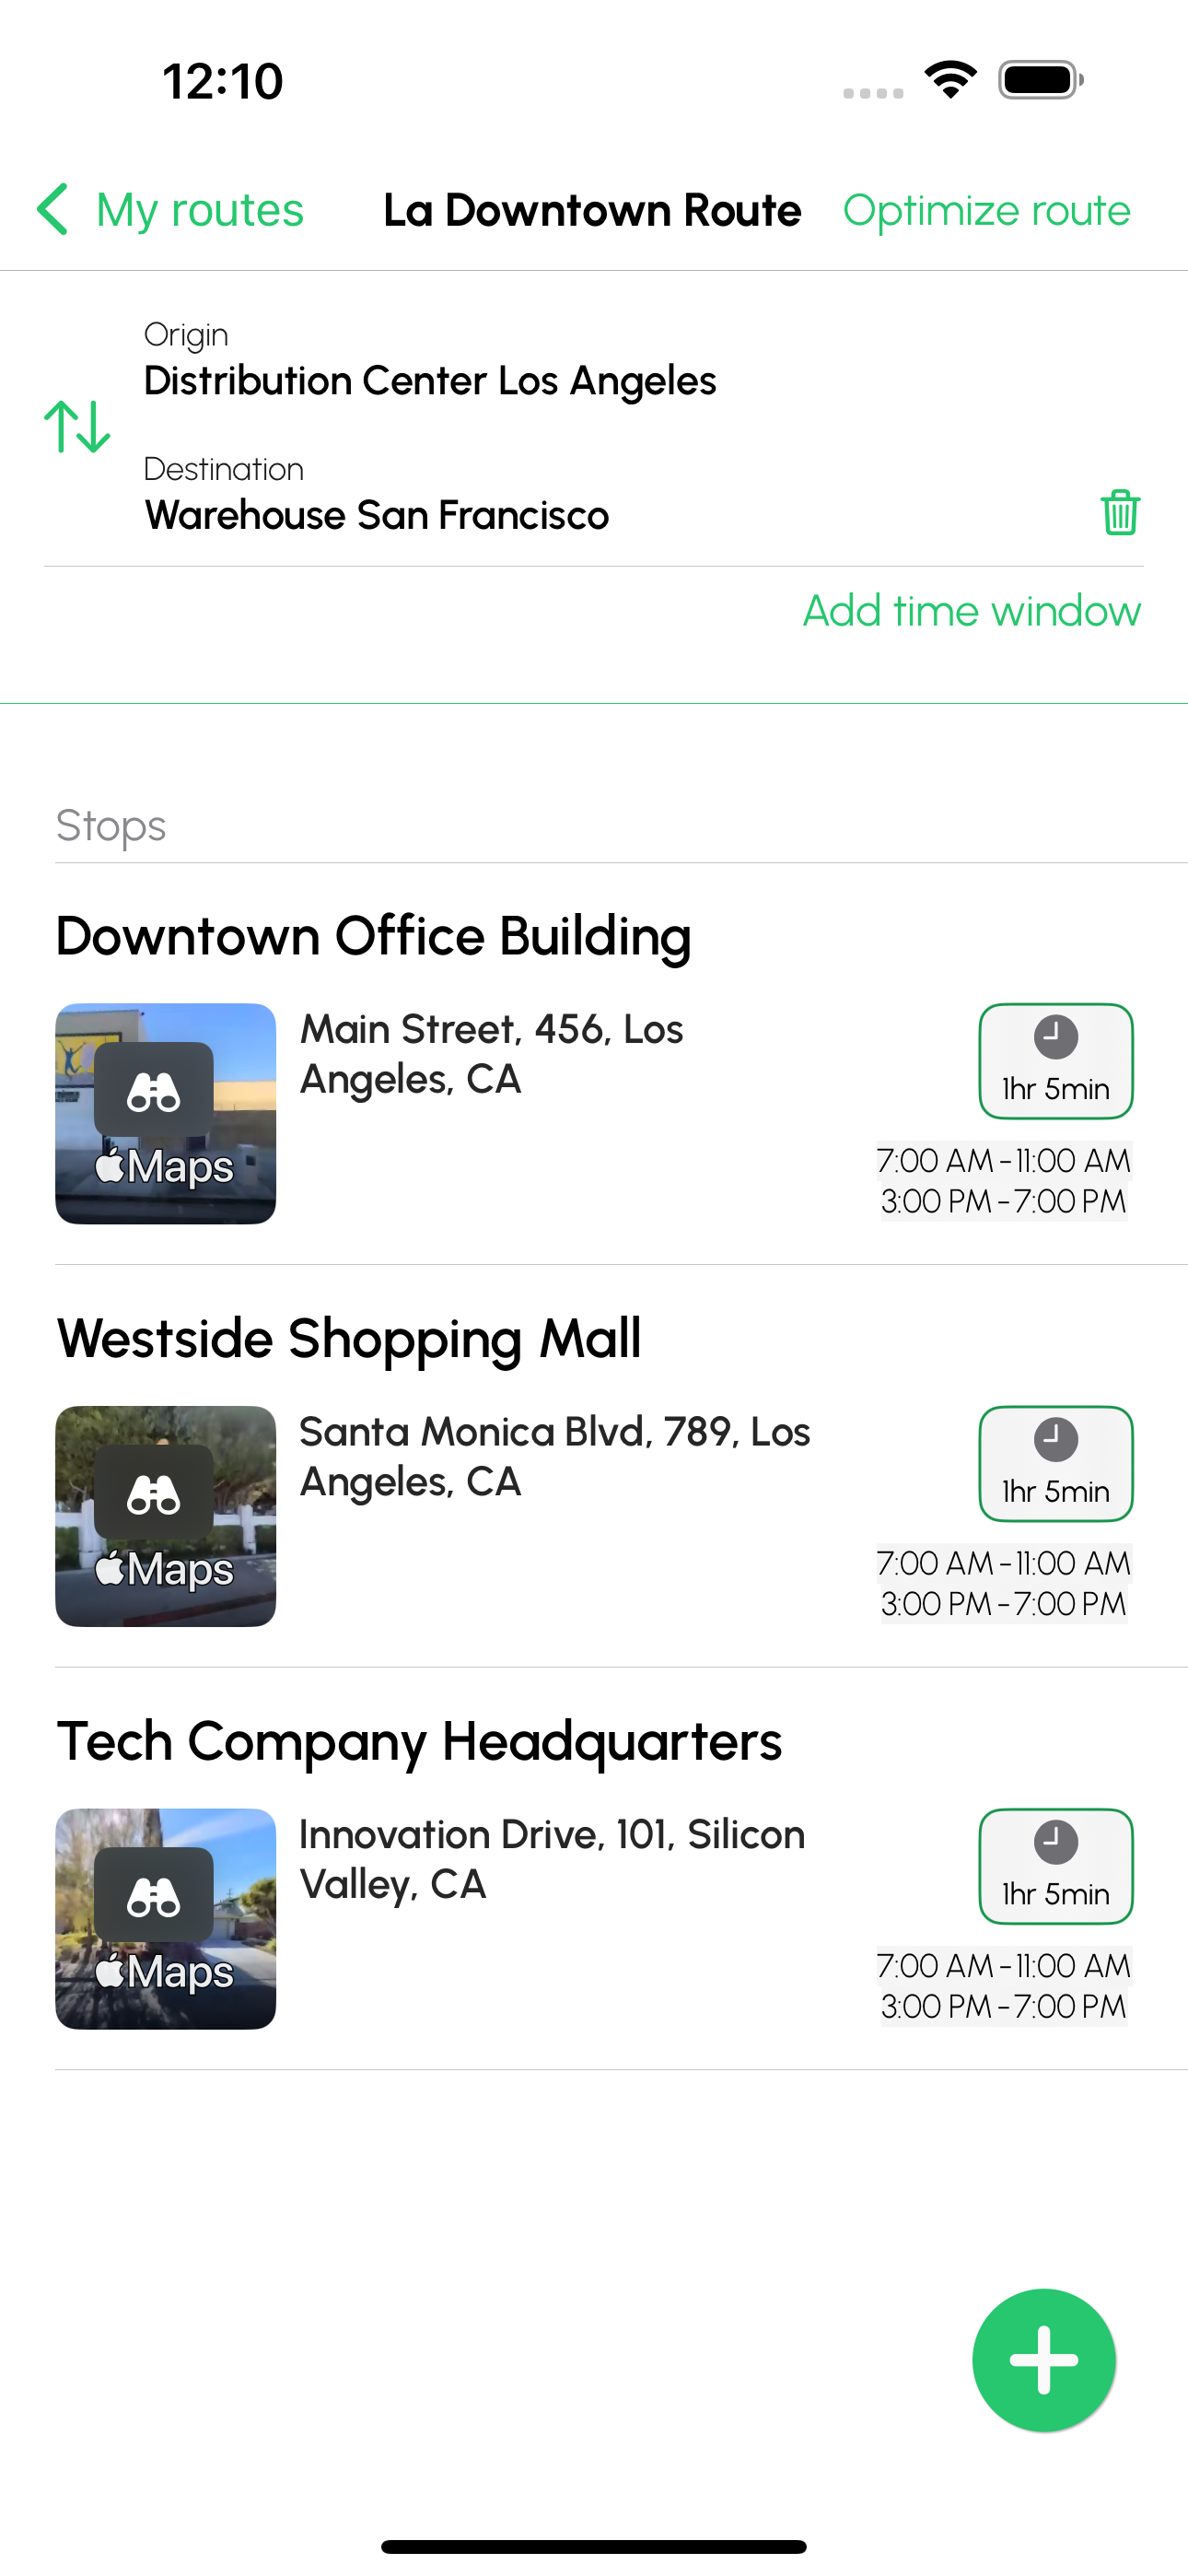 12:10
My routes
La Downtown Route
Optimize route
Origin
Distribution Center Los Angeles
Destination
Warehouse San Francisco
Add time window
Stops
Downtown Office Building
Main Street, 456, Los
Angeles, CA
1hr 5min
7:00 AM - 11:00 AM
3:00 PM - 7:00 PM
Maps
Westside Shopping Mall
Santa Monica Blvd, 789, Los
Angeles, CA
1hr 5min
7:00 AM - 11:00 AM
3:00 PM - 7:00 PM
Maps
Tech Company Headquarters
Innovation Drive, 101, Silicon
Valley, CA
1hr 5min
7:00 AM - 11:00 AM
3:00 PM - 7:00 PM
Maps